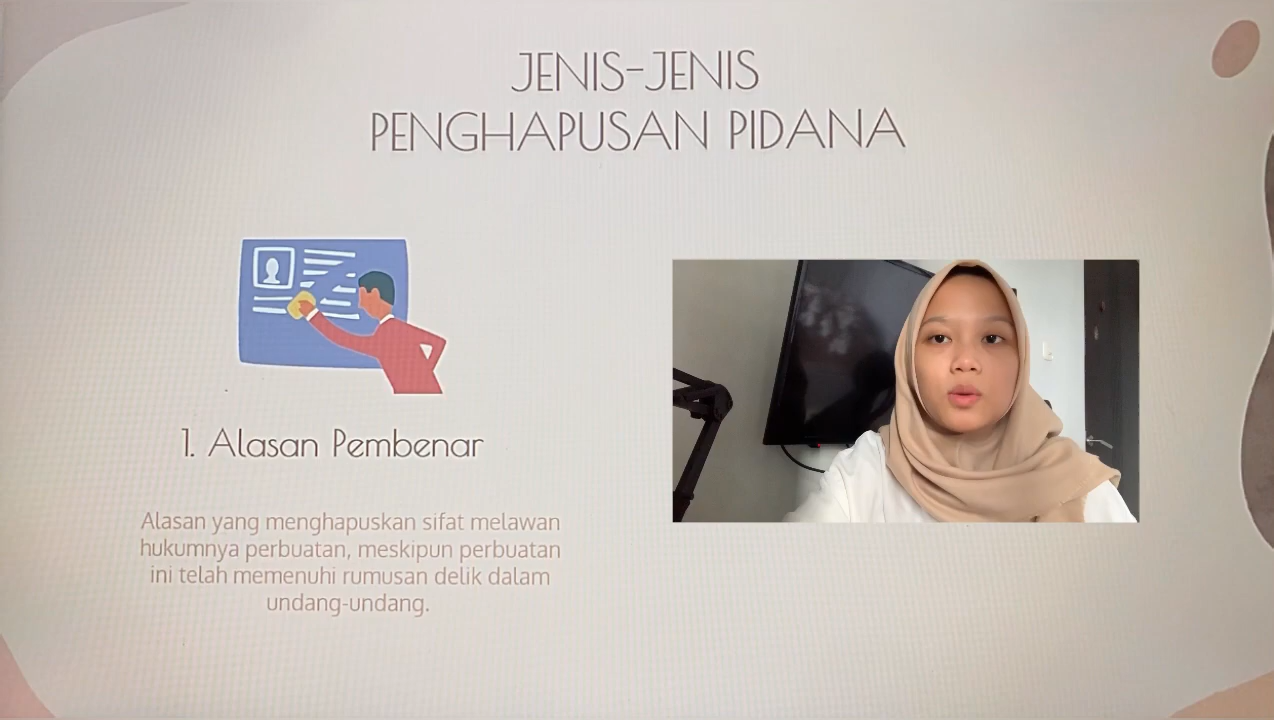 JENIS-JENIS
PENGHAPUSAN PIDANA
1. Alasan Pembenar
Alasan yang menghapuskan sifat melawan
hukumnya perbuatan, meskipun perbuatan
ini telah memenuhi rumusan delik dalam
undang-undang.